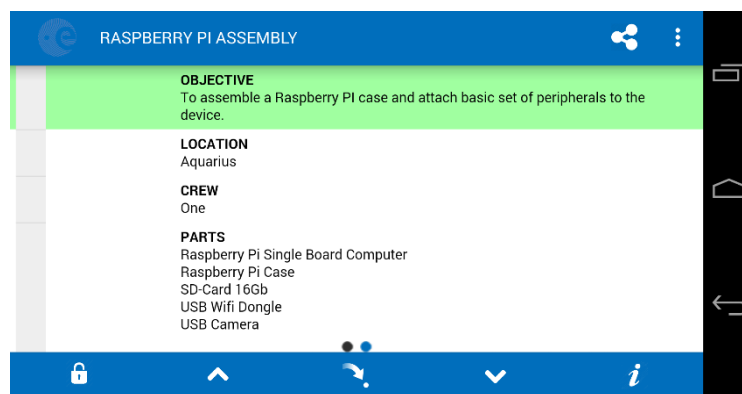 RASPBERRY PI ASSEMBLY
OBJECTIVE
To assemble a Raspberry PI case and attach basic set of peripherals to the
device.
LOCATION
Aquarius
CREW
One
PARTS
Raspberry Pi Single Board Computer
Raspberry Pi Case
SD-Card 16Gb
USB Wifi Dongle
USB Camera
i